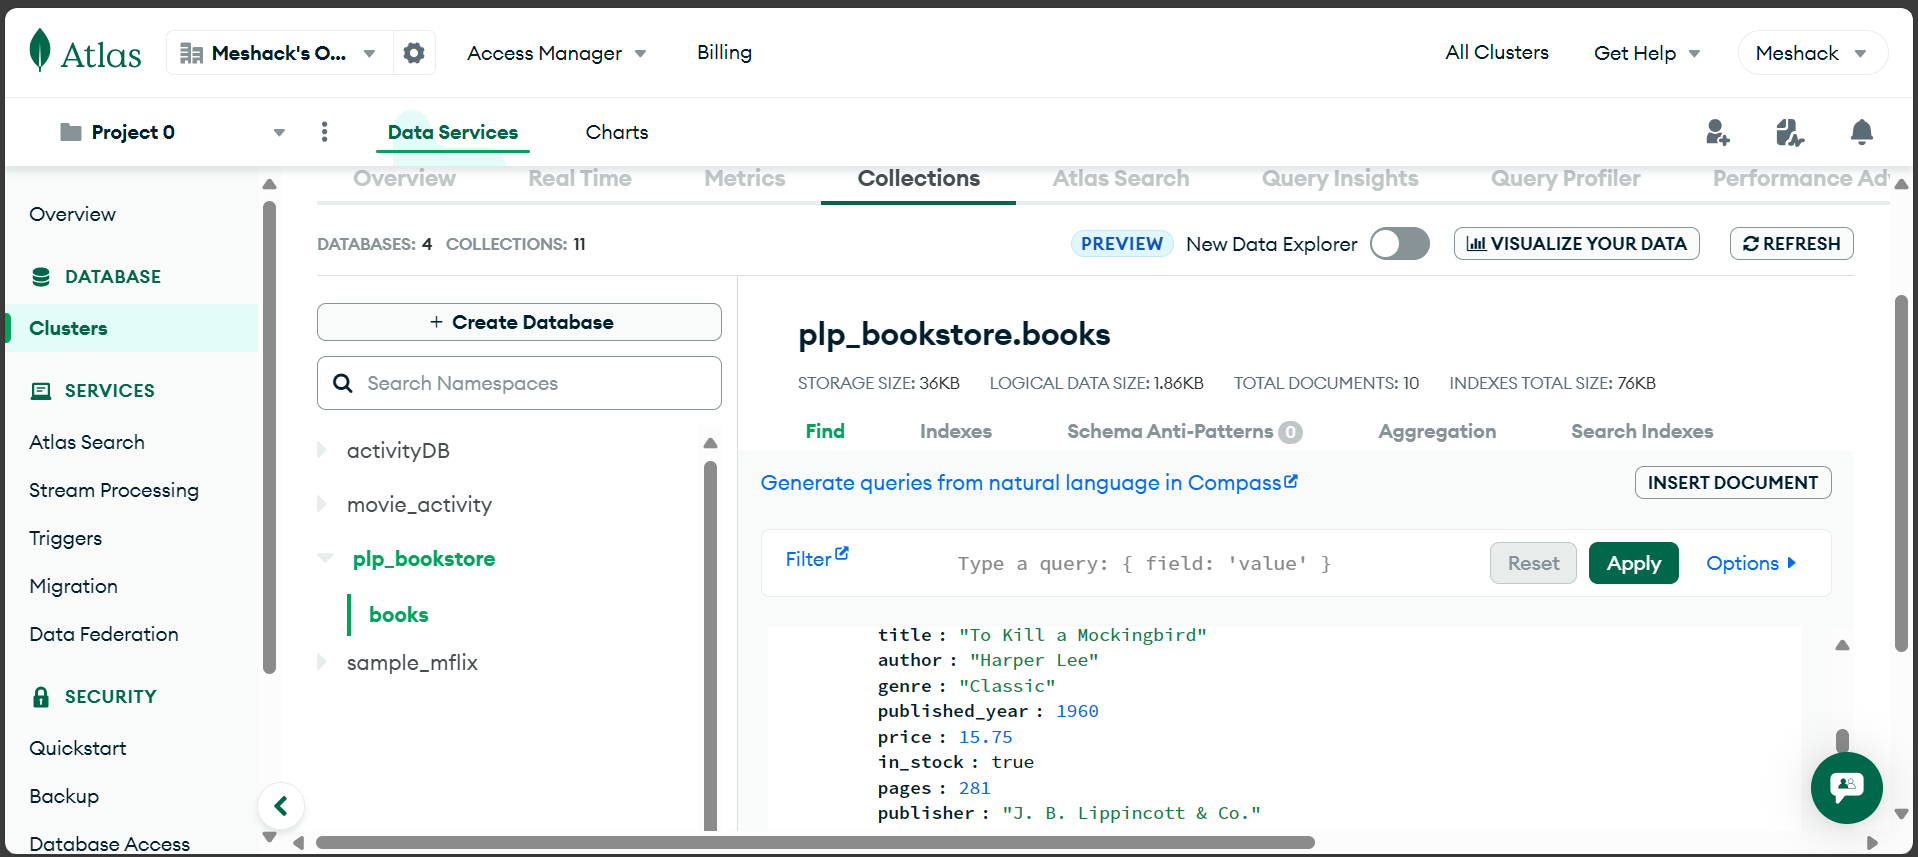 Atlas
Meshack's O...
Access Manager
Billing
All Clusters
Get Help
Meshack
Project 0
Data Services
Charts
Overview
Real Time
Metrics
Collections
Atlas Search
Query Insights
Query Profiler
Performance Adv
Overview
DATABASE
Clusters
SERVICES
Atlas Search
Stream Processing
Triggers
Migration
Data Federation
SECURITY
Quickstart
Backup
Database Access
DATABASES: 4 COLLECTIONS: 11
PREVIEW New Data Explorer
VISUALIZE YOUR DATA
REFRESH
+ Create Database
Search Namespaces
activityDB
movie_activity
plp_bookstore
books
sample_mflix
plp_bookstore.books
STORAGE SIZE: 36KB LOGICAL DATA SIZE: 1.86KB TOTAL DOCUMENTS: 10 INDEXES TOTAL SIZE: 76KB
Find
Indexes
Schema Anti-Patterns 0
Aggregation
Search Indexes
Generate queries from natural language in Compass
INSERT DOCUMENT
Filter
Type a query: { field: 'value' }
Reset
Apply
Options
title : "To Kill a Mockingbird"
author : "Harper Lee"
genre : "Classic"
published_year : 1960
price : 15.75
in_stock : true
pages : 281
publisher : "J. B. Lippincott & Co."